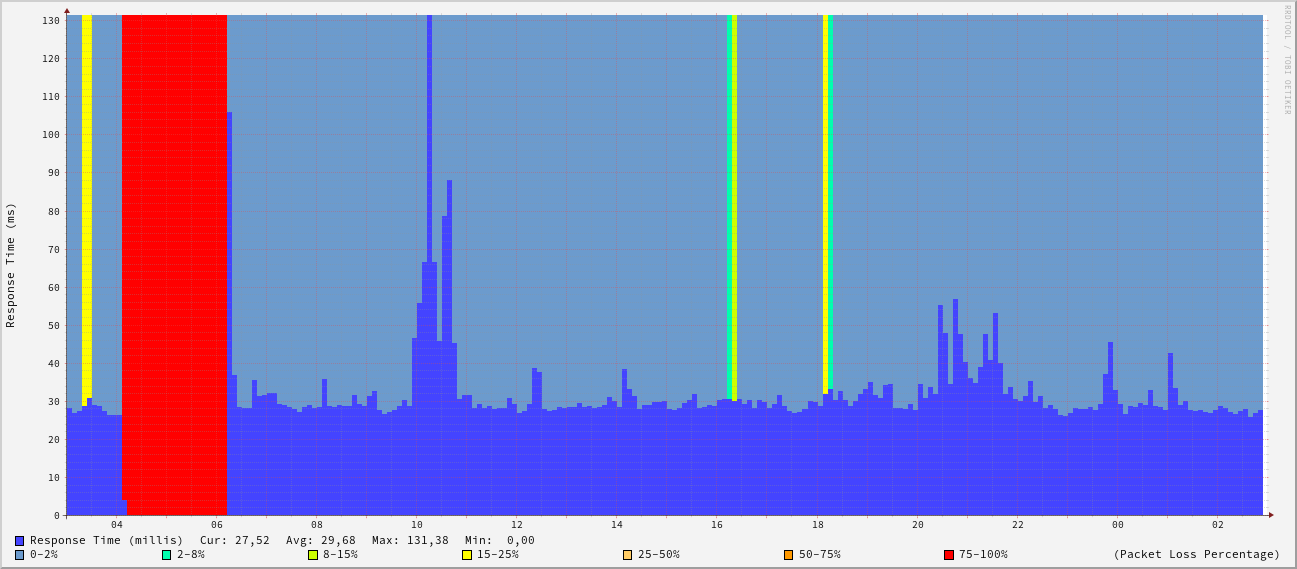 RRDTOOL / TOBI OETIKER
Response Time (ms)
130
120
110
100
90
80
70
60
50
40
30
20
10
0
04 06 08 10 12 14 16 18 20 22 00 02
Response Time (millis) Cur: 27,52 Avg: 29,68 Max: 131,38 Min: 0,00
0-2% 2-8% 8-15% 15-25% 25-50% 50-75% 75-100% (Packet Loss Percentage)